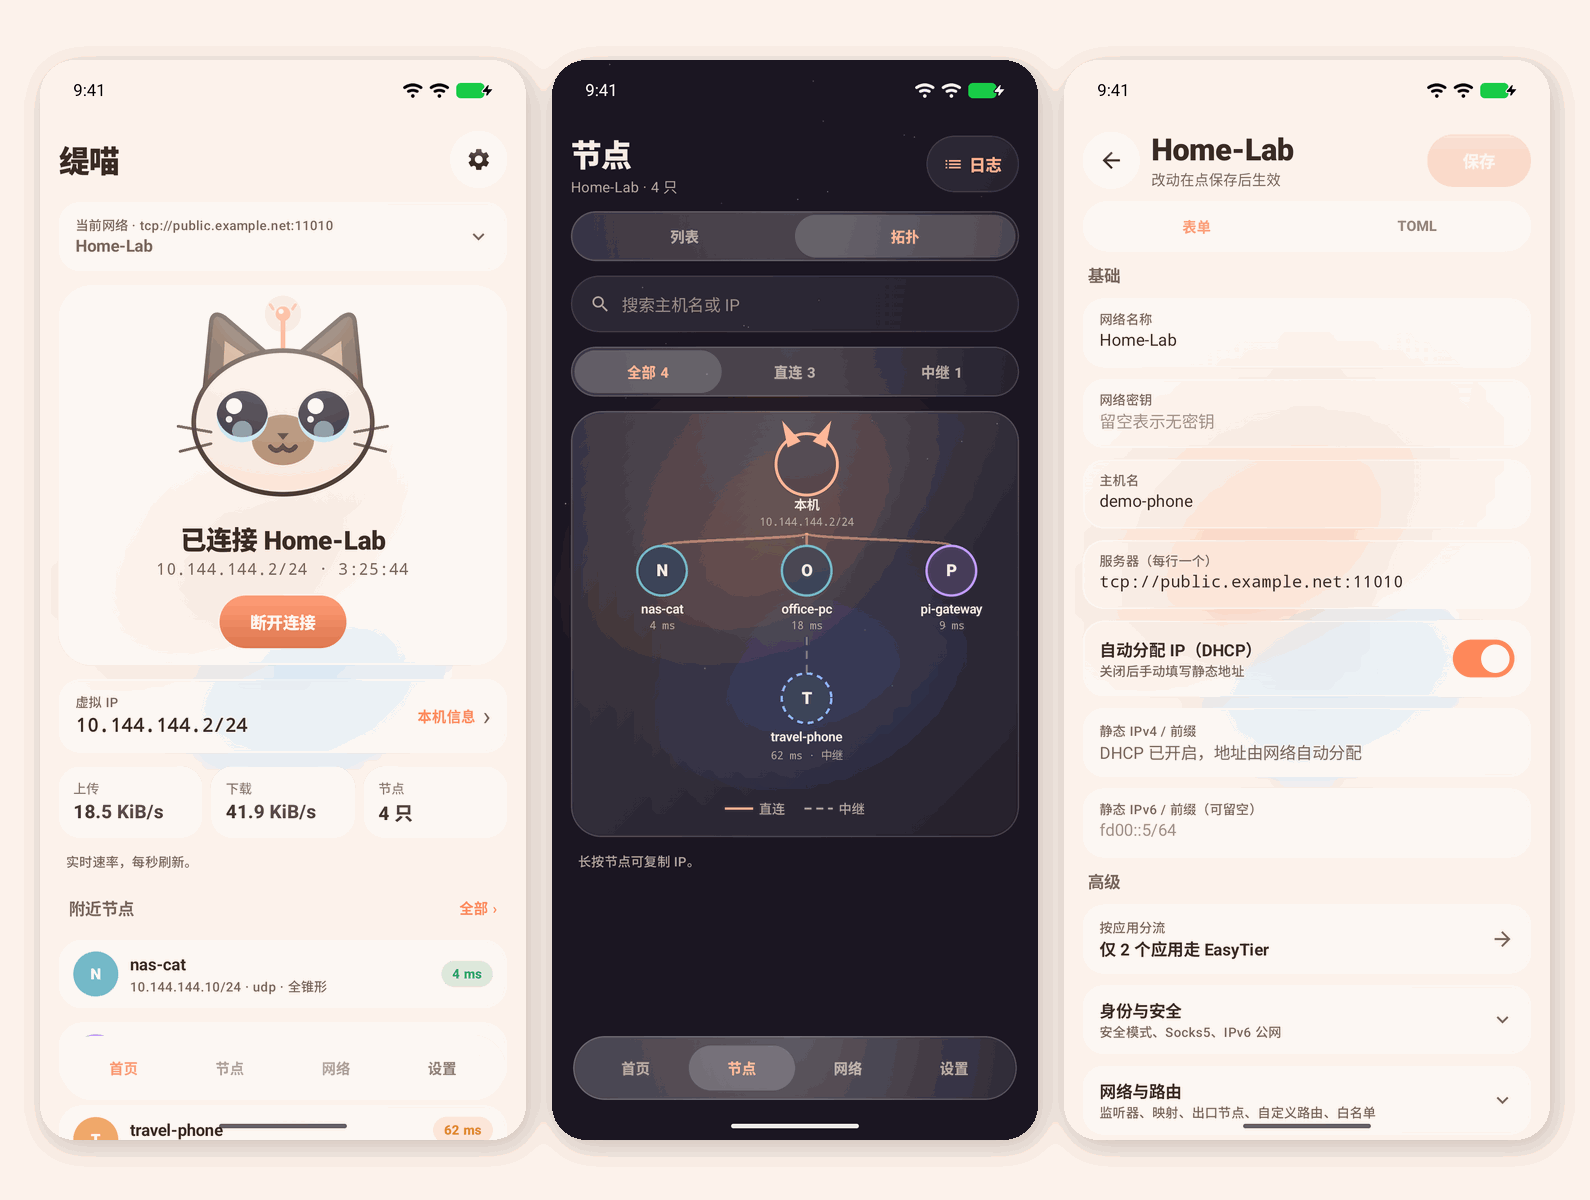 9:41
缇喵
当前网络 · tcp://public.example.net:11010
Home-Lab
已连接 Home-Lab
10.144.144.2/24 · 3:25:44
断开连接
虚拟 IP
10.144.144.2/24
本机信息 ›
上传
18.5 KiB/s
下载
41.9 KiB/s
节点
4 只
实时速率，每秒刷新。
附近节点
全部 ›
N
nas-cat
10.144.144.10/24 · udp · 全锥形
4 ms
首页
节点
网络
设置
T
travel-phone
62 ms
9:41
节点
Home-Lab · 4 只
日志
列表
拓扑
搜索主机名或 IP
全部 4
直连 3
中继 1
本机
10.144.144.2/24
N
nas-cat
4 ms
O
office-pc
18 ms
P
pi-gateway
9 ms
T
travel-phone
62 ms · 中继
直连
中继
长按节点可复制 IP。
首页
节点
网络
设置
9:41
Home-Lab
改动在点保存后生效
保存
表单
TOML
基础
网络名称
Home-Lab
网络密钥
留空表示无密钥
主机名
demo-phone
服务器（每行一个）
tcp://public.example.net:11010
自动分配 IP（DHCP）
关闭后手动填写静态地址
静态 IPv4 / 前缀
DHCP 已开启，地址由网络自动分配
静态 IPv6 / 前缀（可留空）
fd00::5/64
高级
按应用分流
仅 2 个应用走 EasyTier
身份与安全
安全模式、Socks5、IPv6 公网
网络与路由
监听器、映射、出口节点、自定义路由、白名单